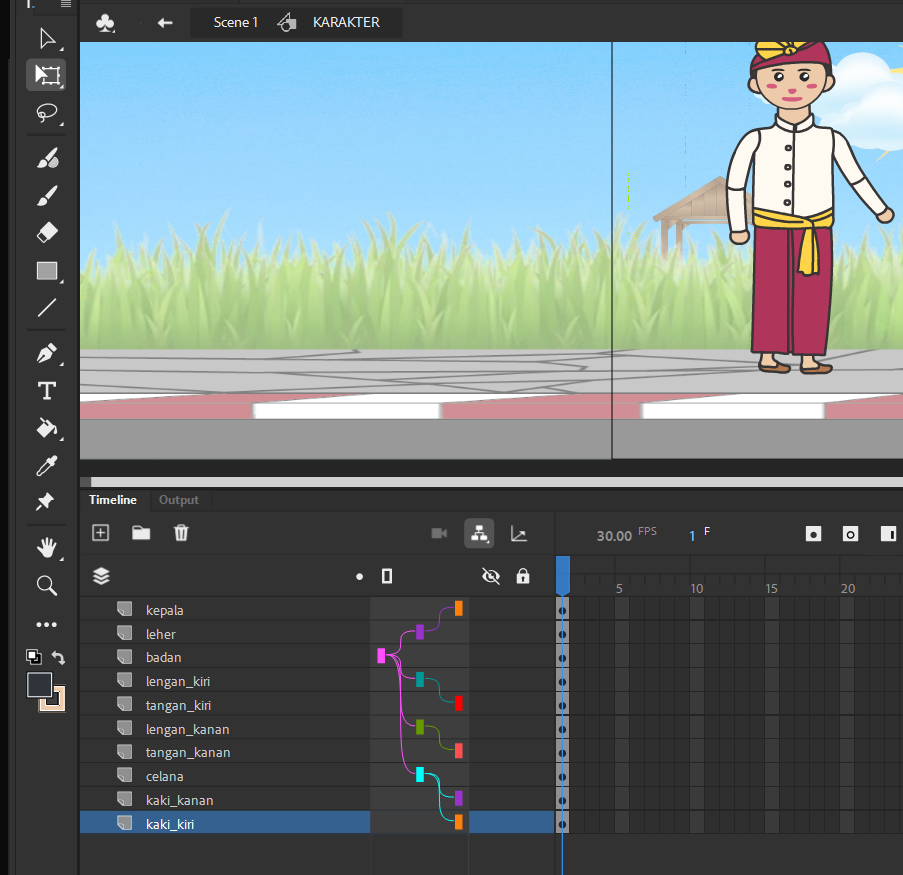 Scene 1 KARAKTER
T
Timeline Output
30.00 FPS 1 F
5 10 15 20
kepala
leher
badan
lengan_kiri
tangan_kiri
lengan_kanan
tangan_kanan
celana
kaki_kanan
kaki_kiri